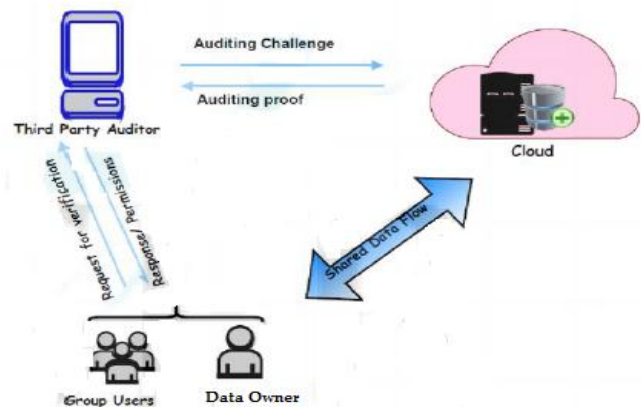 Auditing Challenge
Auditing proof
Third Party Auditor
Cloud
Request for verification
Response/ Permissions
Shared Data Flow
Group Users
Data Owner